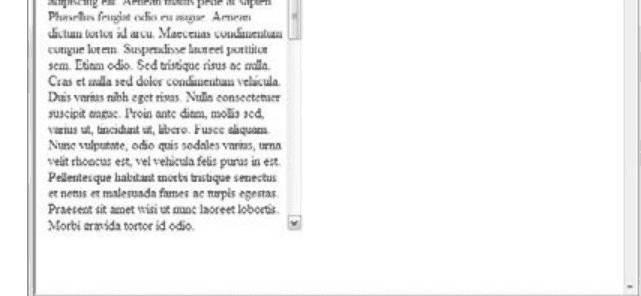 adipiscing elit. Aenean mattis pede at sapien.
Phasellus feugiat odio eu augue. Aenean
dictum tortor id arcu. Maecenas condimentum
congue lorem. Suspendisse laoreet porttitor
sem. Etiam odio. Sed tristique risus ac nulla.
Cras et nulla sed dolor condimentum vehicula.
Duis varius nibh eget risus. Nulla consectetuer
suscipit augue. Proin ante diam, mollis sed,
varius ut, tincidunt ut, libero. Fusce aliquam.
Nunc vulputate, odio quis sodales varius, urna
velit rhoncus est, vel vehicula felis purus in est.
Pellentesque habitant morbi tristique senectus
et netus et malesuada fames ac turpis egestas.
Praesent sit amet wisi ut nunc laoreet lobortis.
Morbi gravida tortor id odio.